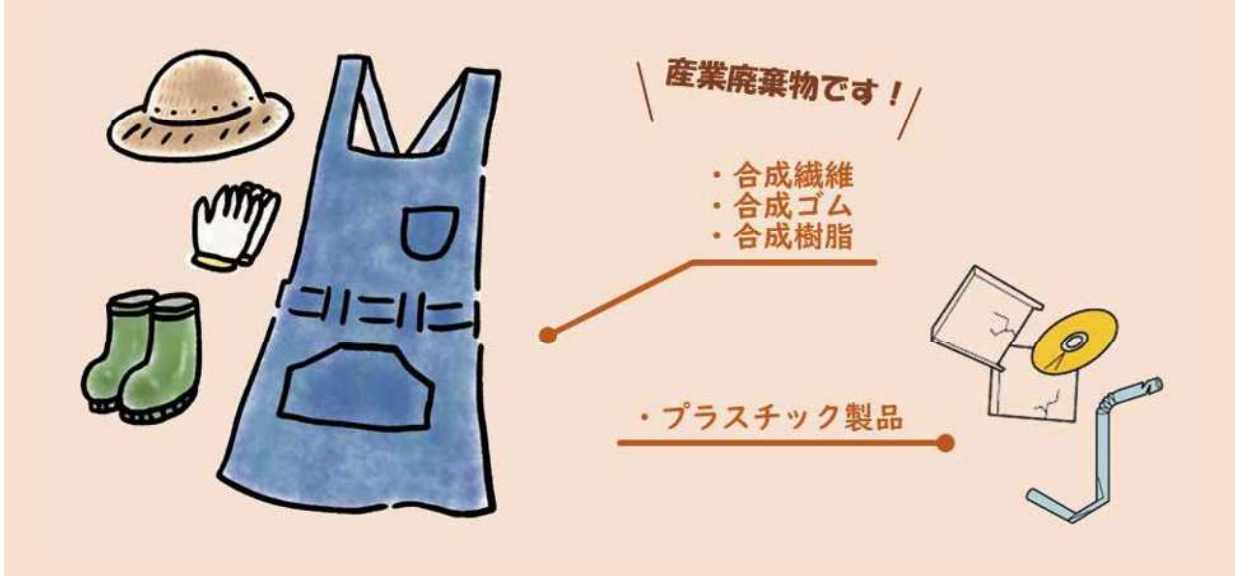 産業廃棄物です！
・合成繊維
・合成ゴム
・合成樹脂
・プラスチック製品